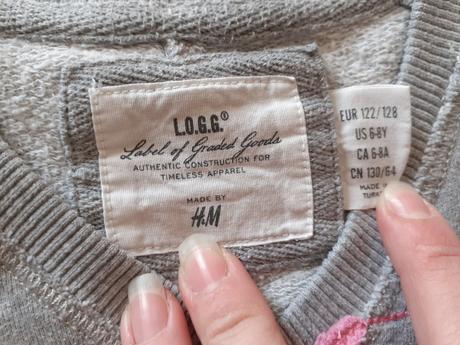 L.O.G.G.®
Label of Graded Goods
AUTHENTIC CONSTRUCTION FOR
TIMELESS APPAREL
MADE BY
H&M
EUR 122/128
US 6-8Y
CA 6-8A
CN 130/64
MADE IN